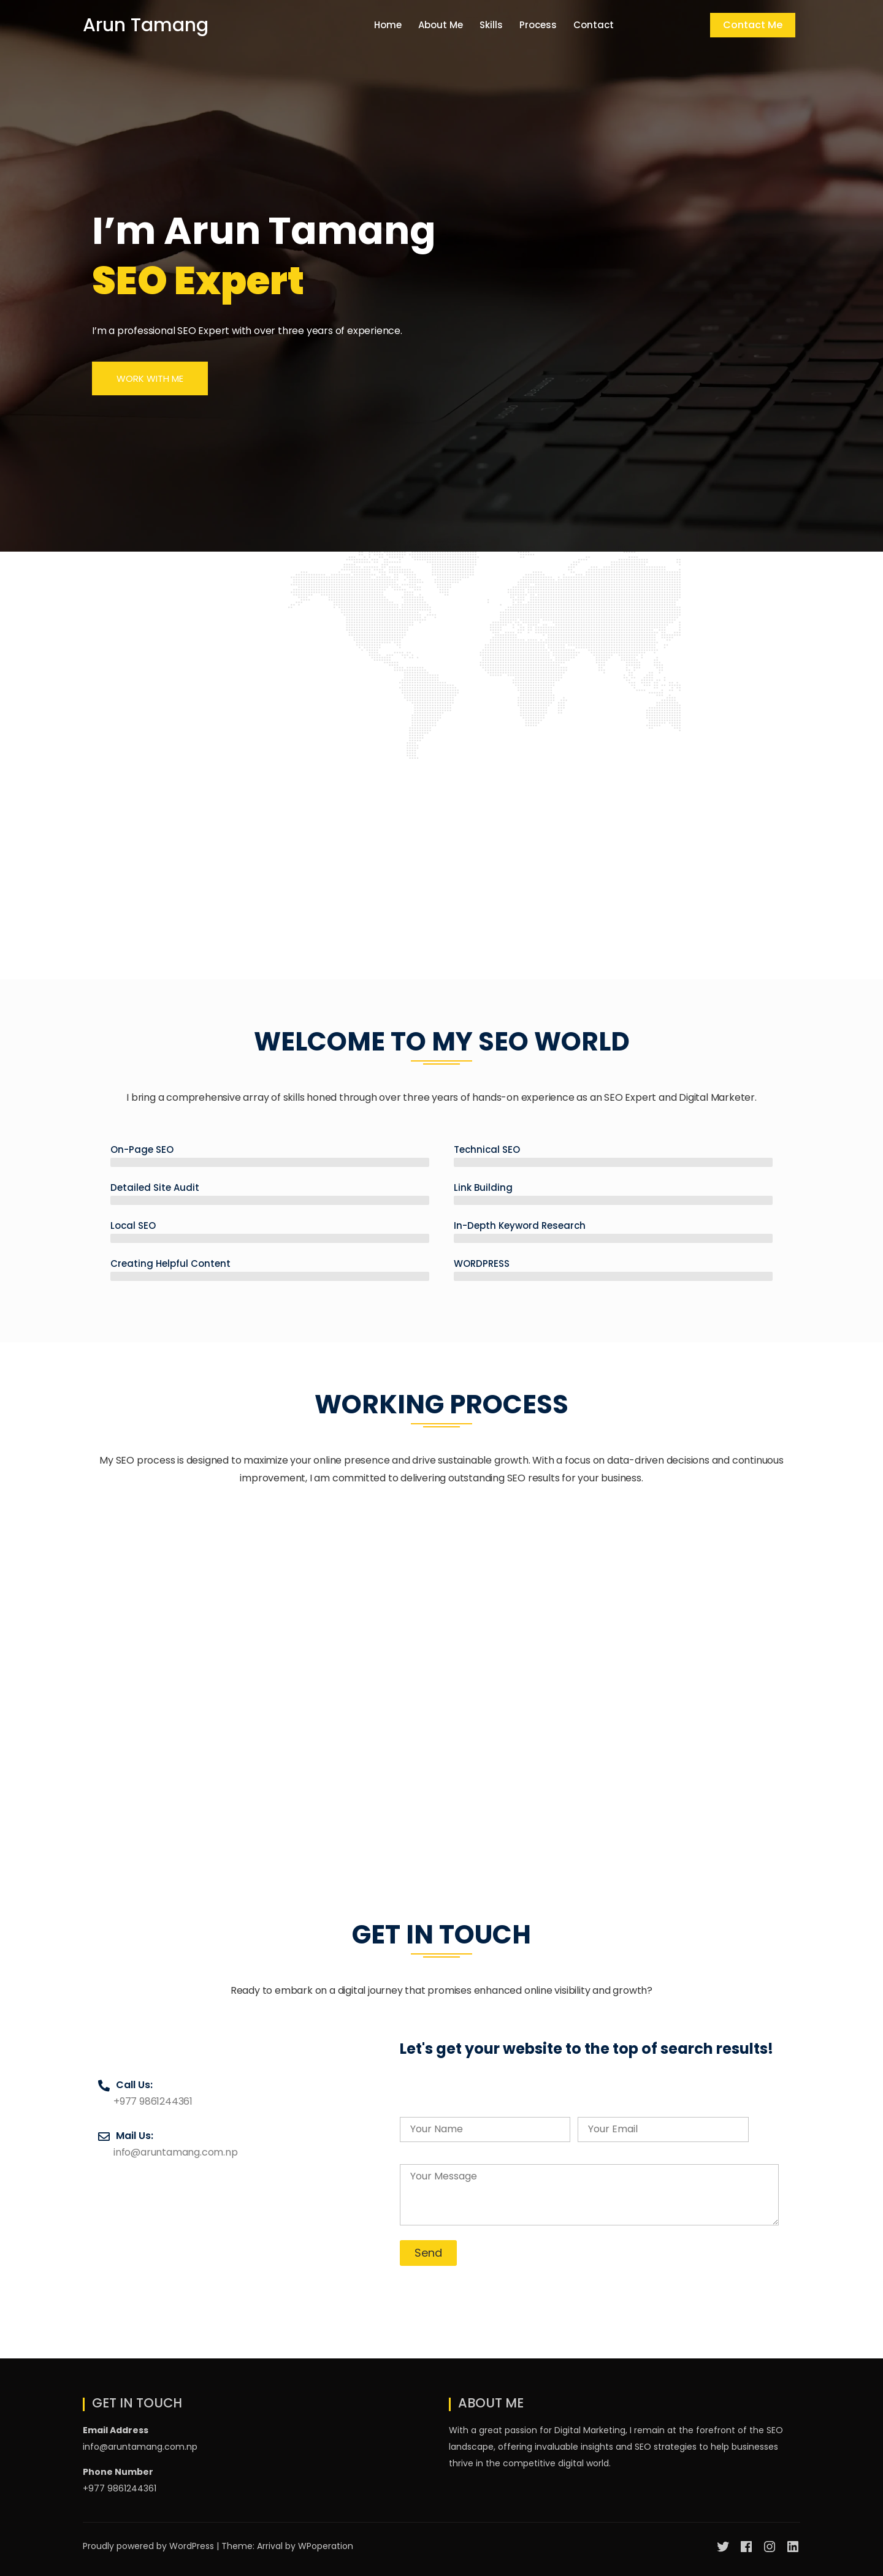 Arun Tamang
Home About Me Skills Process Contact
Contact Me
I'm Arun Tamang
SEO Expert
I'm a professional SEO Expert with over three years of experience.
WORK WITH ME
WELCOME TO MY SEO WORLD
I bring a comprehensive array of skills honed through over three years of hands-on experience as an SEO Expert and Digital Marketer.
On-Page SEO
Technical SEO
Detailed Site Audit
Link Building
Local SEO
In-Depth Keyword Research
Creating Helpful Content
WORDPRESS
WORKING PROCESS
My SEO process is designed to maximize your online presence and drive sustainable growth. With a focus on data-driven decisions and continuous
improvement, I am committed to delivering outstanding SEO results for your business.
GET IN TOUCH
Ready to embark on a digital journey that promises enhanced online visibility and growth?
Call Us:
+977 9861244361
Mail Us:
info@aruntamang.com.np
Let's get your website to the top of search results!
Your Name
Your Email
Your Message
Send
GET IN TOUCH
Email Address
info@aruntamang.com.np
Phone Number
+977 9861244361
ABOUT ME
With a great passion for Digital Marketing, I remain at the forefront of the SEO
landscape, offering invaluable insights and SEO strategies to help businesses
thrive in the competitive digital world.
Proudly powered by WordPress | Theme: Arrival by WPoperation